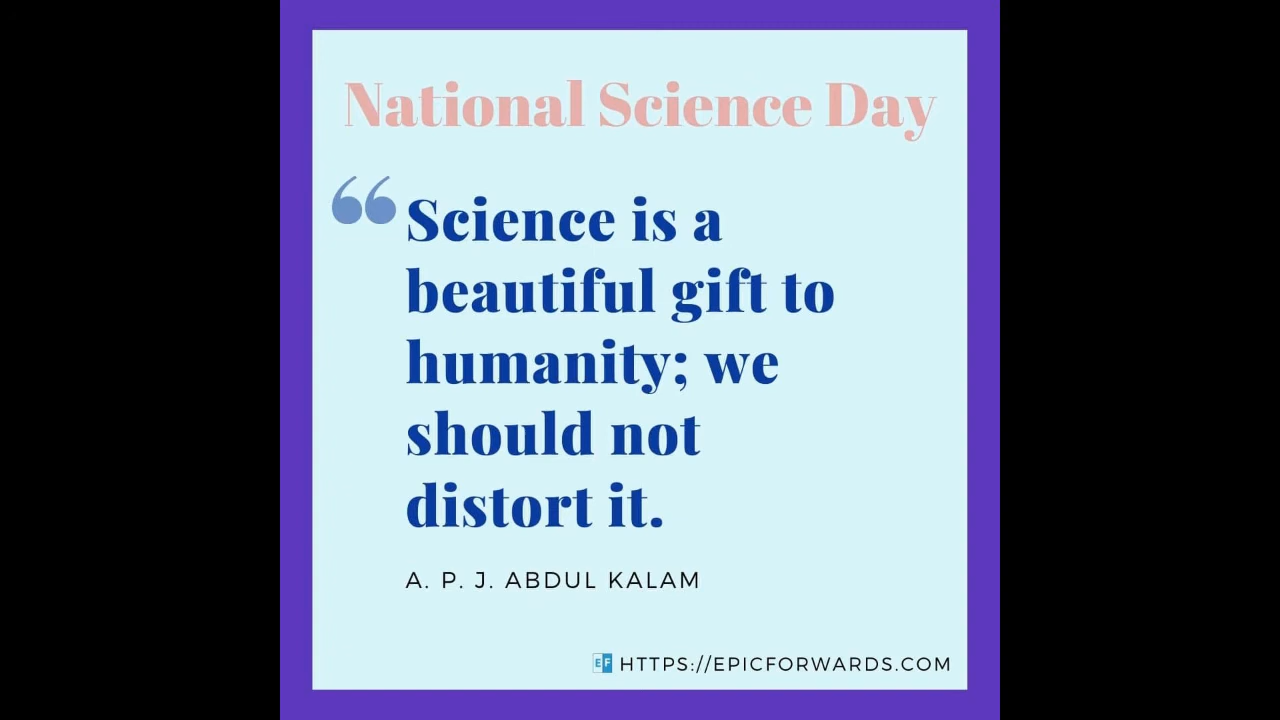 National Science Day
“Science is a
beautiful gift to
humanity; we
should not
distort it.
A. P. J. ABDUL KALAM
EF HTTPS://EPICFORWARDS.COM